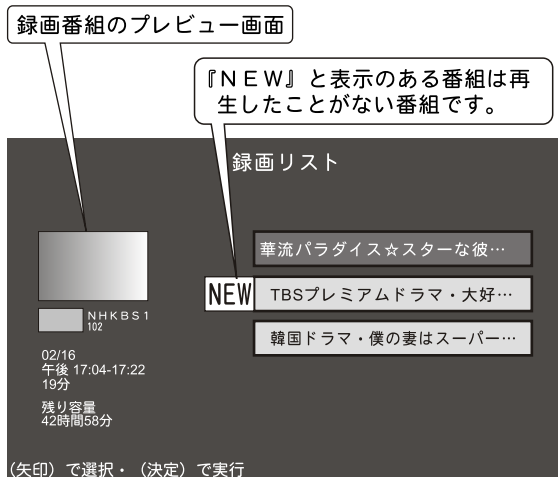 録画番組のプレビュー画面
『ＮＥＷ』と表示のある番組は再
生したことがない番組です。
録画リスト
華流パラダイス☆スターな彼…
NEW
TBSプレミアムドラマ・大好…
韓国ドラマ・僕の妻はスーパー…
ＮＨＫＢＳ１
102
02/16
午後 17:04-17:22
19分
残り容量
42時間58分
（矢印）で選択・（決定）で実行